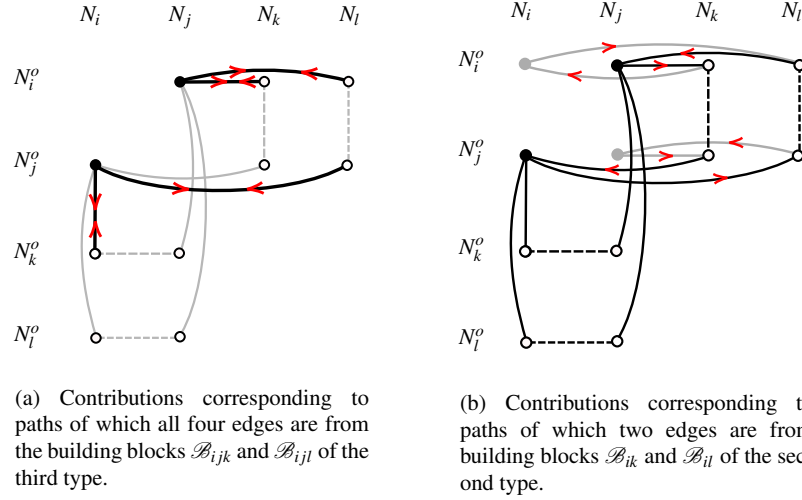 N_i N_j N_k N_l
N_i^o
N_j^o
N_k^o
N_l^o
(a) Contributions corresponding to
paths of which all four edges are from
the building blocks ℬ_{ijk} and ℬ_{ijl} of the
third type.
N_i N_j N_k N_l
N_i^o
N_j^o
N_k^o
N_l^o
(b) Contributions corresponding t
paths of which two edges are from
building blocks ℬ_{ik} and ℬ_{il} of the sec
ond type.